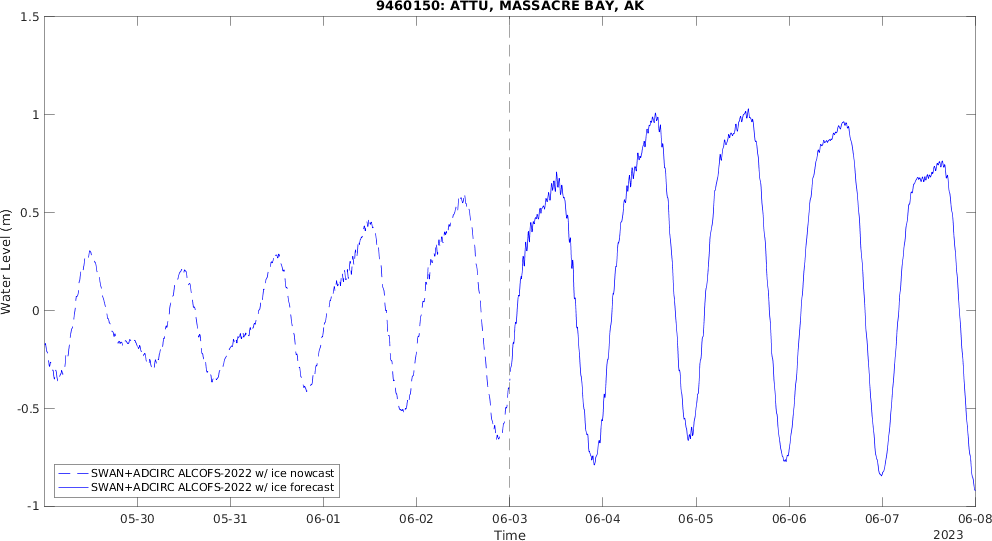 9460150: ATTU, MASSACRE BAY, AK
1.5
1
0.5
0
-0.5
-1
Water Level (m)
SWAN+ADCIRC ALCOFS-2022 w/ ice nowcast
SWAN+ADCIRC ALCOFS-2022 w/ ice forecast
05-30 05-31 06-01 06-02 06-03 06-04 06-05 06-06 06-07 06-08
Time
2023